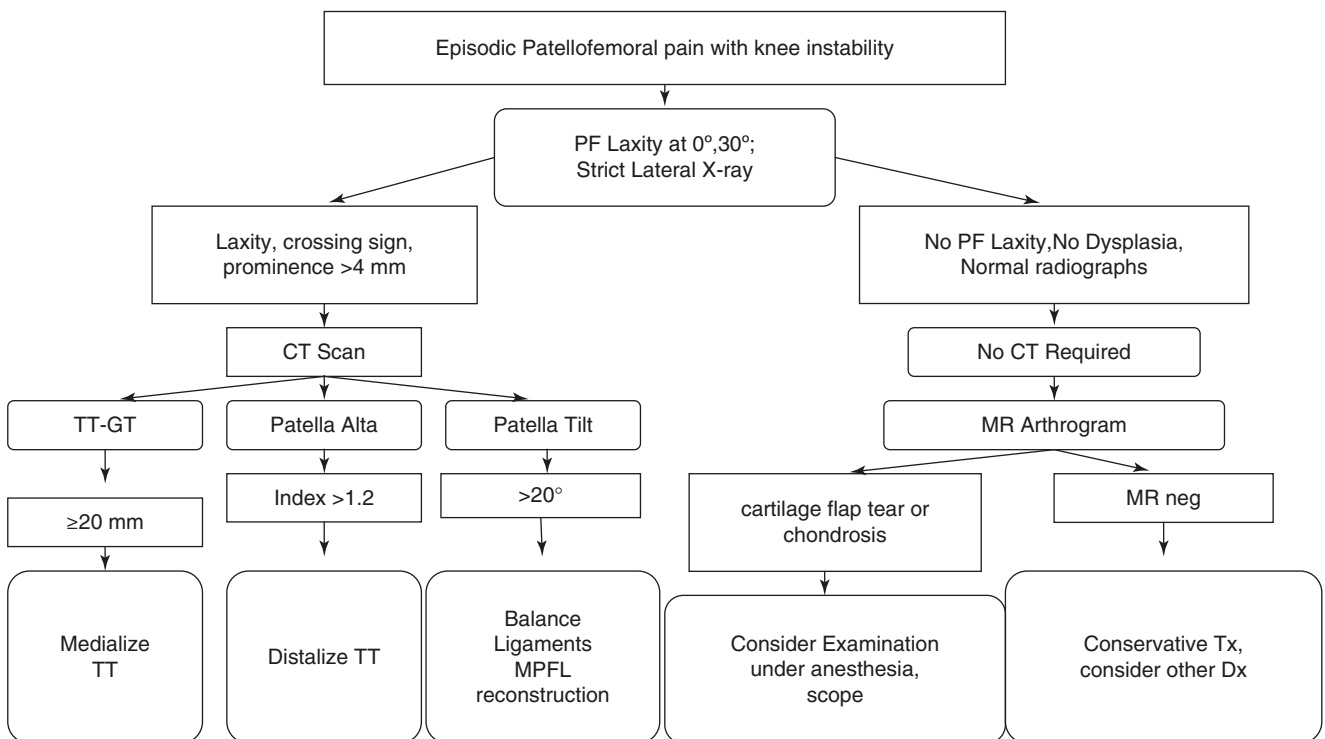 Episodic Patellofemoral pain with knee instability
PF Laxity at 0º,30º;
Strict Lateral X-ray
Laxity, crossing sign,
prominence >4 mm
No PF Laxity,No Dysplasia,
Normal radiographs
CT Scan
No CT Required
TT-GT
Patella Alta
Patella Tilt
MR Arthrogram
≥20 mm
Index >1.2
>20°
cartilage flap tear or
chondrosis
MR neg
Medialize
TT
Distalize TT
Balance
Ligaments
MPFL
reconstruction
Consider Examination
under anesthesia,
scope
Conservative Tx,
consider other Dx